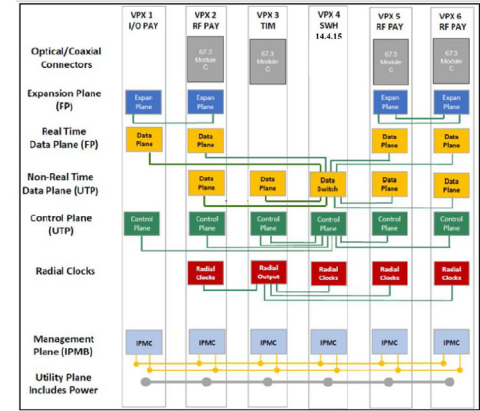 VPX 1 VPX 2 VPX 3 VPX 4 VPX 5 VPX 6
I/O PAY RF PAY TIM SWH RF PAY RF PAY
14.4.15
Optical/Coaxial
Connectors
67.3 Module C 67.3 Module C 67.3 Module C 67.3 Module C
Expansion Plane
(FP)
Expan Plane Expan Plane Expan Plane Expan Plane
Real Time
Data Plane (FP)
Data Plane Data Plane Data Plane Data Plane
Non-Real Time
Data Plane (UTP)
Data Plane Data Plane Data Switch Data Plane Data Plane
Control Plane
(UTP)
Control Plane Control Plane Control Plane Control Plane Control Plane Control Plane
Radial Clocks
Radial Clocks Radial Output Radial Clocks Radial Clocks Radial Clocks
Management
Plane (IPMB)
IPMC IPMC IPMC IPMC IPMC IPMC
Utility Plane
Includes Power